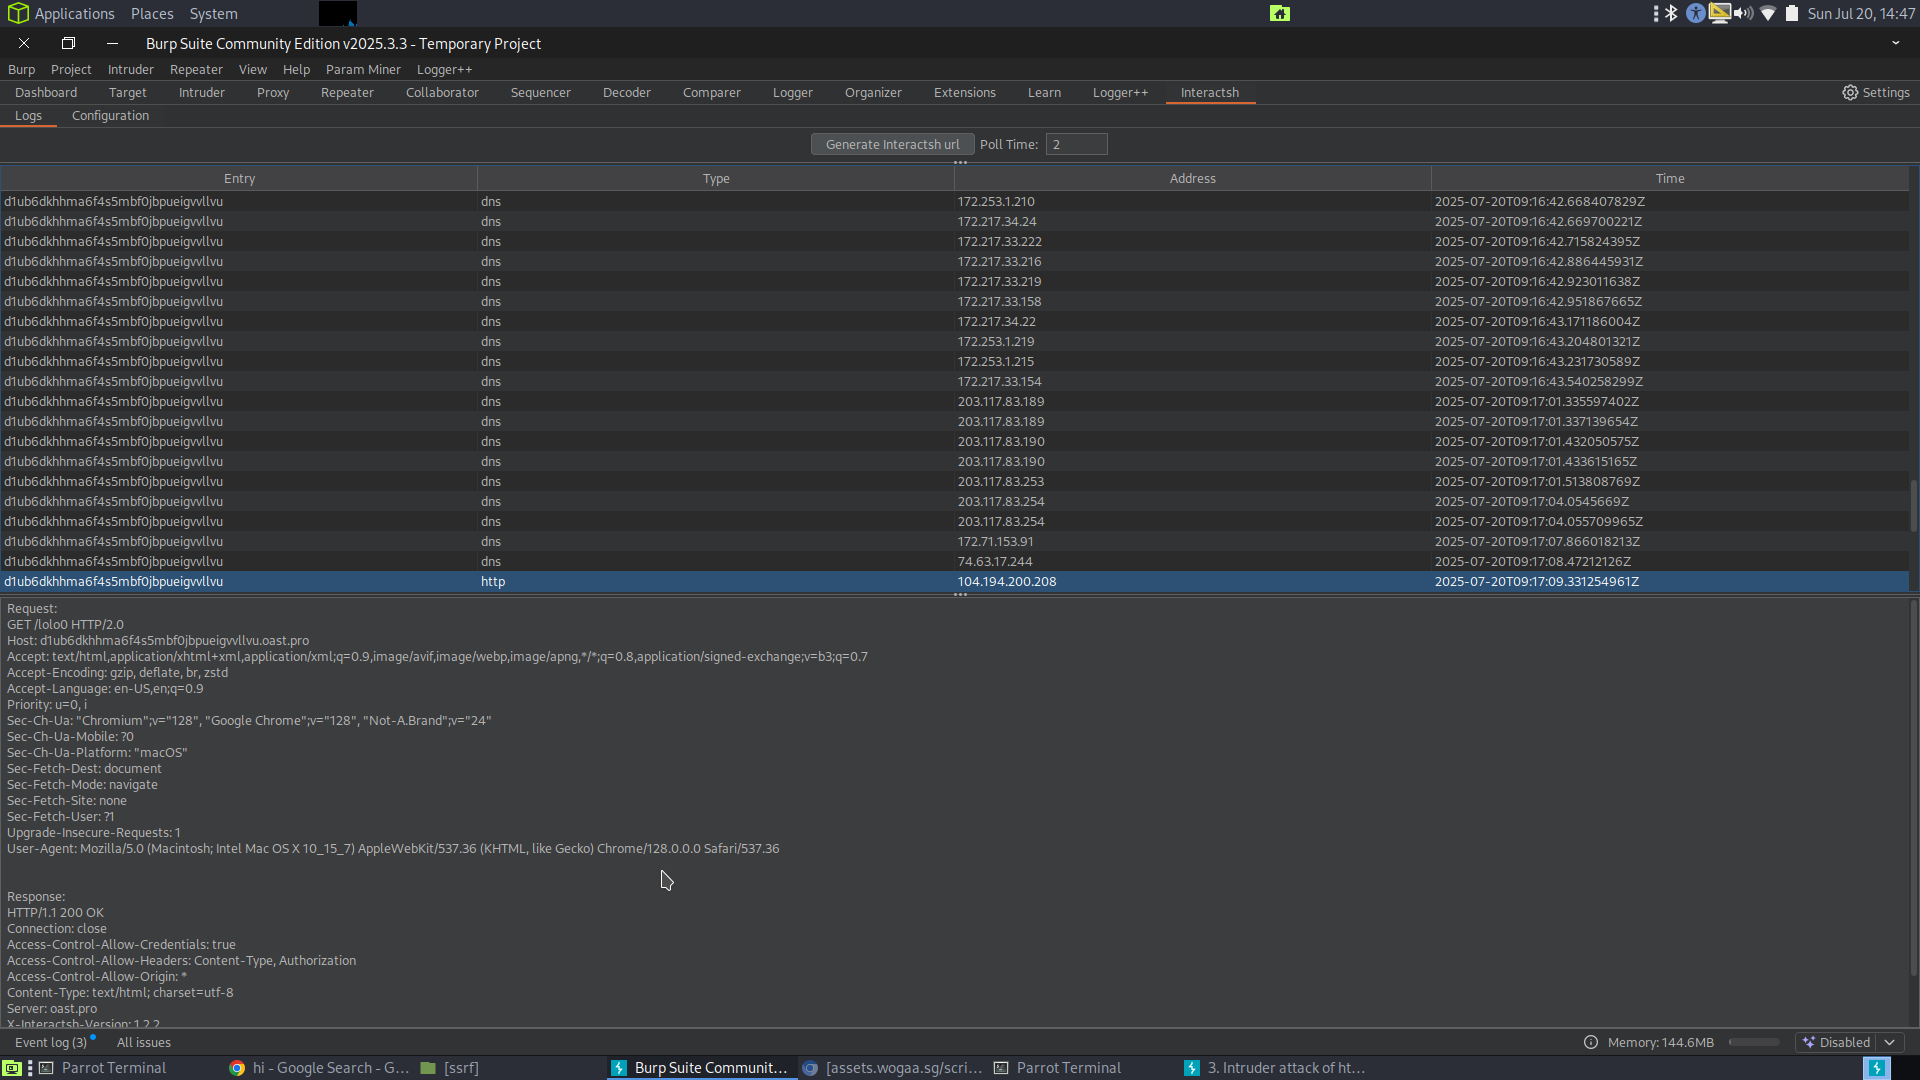 Applications Places System Sun Jul 20, 14:47
Burp Suite Community Edition v2025.3.3 - Temporary Project
Burp Project Intruder Repeater View Help Param Miner Logger++
Dashboard Target Intruder Proxy Repeater Collaborator Sequencer Decoder Comparer Logger Organizer Extensions Learn Logger++ Interactsh Settings
Logs Configuration
Generate Interactsh url Poll Time: 2
Entry Type Address Time
d1ub6dkhhma6f4s5mbf0jbpueigvvllvu dns 172.253.1.210 2025-07-20T09:16:42.668407829Z
d1ub6dkhhma6f4s5mbf0jbpueigvvllvu dns 172.217.34.24 2025-07-20T09:16:42.669700221Z
d1ub6dkhhma6f4s5mbf0jbpueigvvllvu dns 172.217.33.222 2025-07-20T09:16:42.715824395Z
d1ub6dkhhma6f4s5mbf0jbpueigvvllvu dns 172.217.33.216 2025-07-20T09:16:42.886445931Z
d1ub6dkhhma6f4s5mbf0jbpueigvvllvu dns 172.217.33.219 2025-07-20T09:16:42.923011638Z
d1ub6dkhhma6f4s5mbf0jbpueigvvllvu dns 172.217.33.158 2025-07-20T09:16:42.951867665Z
d1ub6dkhhma6f4s5mbf0jbpueigvvllvu dns 172.217.34.22 2025-07-20T09:16:43.171186004Z
d1ub6dkhhma6f4s5mbf0jbpueigvvllvu dns 172.253.1.219 2025-07-20T09:16:43.204801321Z
d1ub6dkhhma6f4s5mbf0jbpueigvvllvu dns 172.253.1.215 2025-07-20T09:16:43.231730589Z
d1ub6dkhhma6f4s5mbf0jbpueigvvllvu dns 172.217.33.154 2025-07-20T09:16:43.540258299Z
d1ub6dkhhma6f4s5mbf0jbpueigvvllvu dns 203.117.83.189 2025-07-20T09:17:01.335597402Z
d1ub6dkhhma6f4s5mbf0jbpueigvvllvu dns 203.117.83.189 2025-07-20T09:17:01.337139654Z
d1ub6dkhhma6f4s5mbf0jbpueigvvllvu dns 203.117.83.190 2025-07-20T09:17:01.432050575Z
d1ub6dkhhma6f4s5mbf0jbpueigvvllvu dns 203.117.83.190 2025-07-20T09:17:01.433615165Z
d1ub6dkhhma6f4s5mbf0jbpueigvvllvu dns 203.117.83.253 2025-07-20T09:17:01.513808769Z
d1ub6dkhhma6f4s5mbf0jbpueigvvllvu dns 203.117.83.254 2025-07-20T09:17:04.0545669Z
d1ub6dkhhma6f4s5mbf0jbpueigvvllvu dns 203.117.83.254 2025-07-20T09:17:04.055709965Z
d1ub6dkhhma6f4s5mbf0jbpueigvvllvu dns 172.71.153.91 2025-07-20T09:17:07.866018213Z
d1ub6dkhhma6f4s5mbf0jbpueigvvllvu dns 74.63.17.244 2025-07-20T09:17:08.47212126Z
d1ub6dkhhma6f4s5mbf0jbpueigvvllvu http 104.194.200.208 2025-07-20T09:17:09.331254961Z
Request:
GET /lolo0 HTTP/2.0
Host: d1ub6dkhhma6f4s5mbf0jbpueigvvllvu.oast.pro
Accept: text/html,application/xhtml+xml,application/xml;q=0.9,image/avif,image/webp,image/apng,*/*;q=0.8,application/signed-exchange;v=b3;q=0.7
Accept-Encoding: gzip, deflate, br, zstd
Accept-Language: en-US,en;q=0.9
Priority: u=0, i
Sec-Ch-Ua: "Chromium";v="128", "Google Chrome";v="128", "Not-A.Brand";v="24"
Sec-Ch-Ua-Mobile: ?0
Sec-Ch-Ua-Platform: "macOS"
Sec-Fetch-Dest: document
Sec-Fetch-Mode: navigate
Sec-Fetch-Site: none
Sec-Fetch-User: ?1
Upgrade-Insecure-Requests: 1
User-Agent: Mozilla/5.0 (Macintosh; Intel Mac OS X 10_15_7) AppleWebKit/537.36 (KHTML, like Gecko) Chrome/128.0.0.0 Safari/537.36
Response:
HTTP/1.1 200 OK
Connection: close
Access-Control-Allow-Credentials: true
Access-Control-Allow-Headers: Content-Type, Authorization
Access-Control-Allow-Origin: *
Content-Type: text/html; charset=utf-8
Server: oast.pro
X-Interactsh-Version: 1.2.2
Event log (3) All issues Memory: 144.6MB Disabled
Parrot Terminal hi - Google Search - G... [ssrf] Burp Suite Communit... [assets.wogaa.sg/scri... Parrot Terminal 3. Intruder attack of ht...